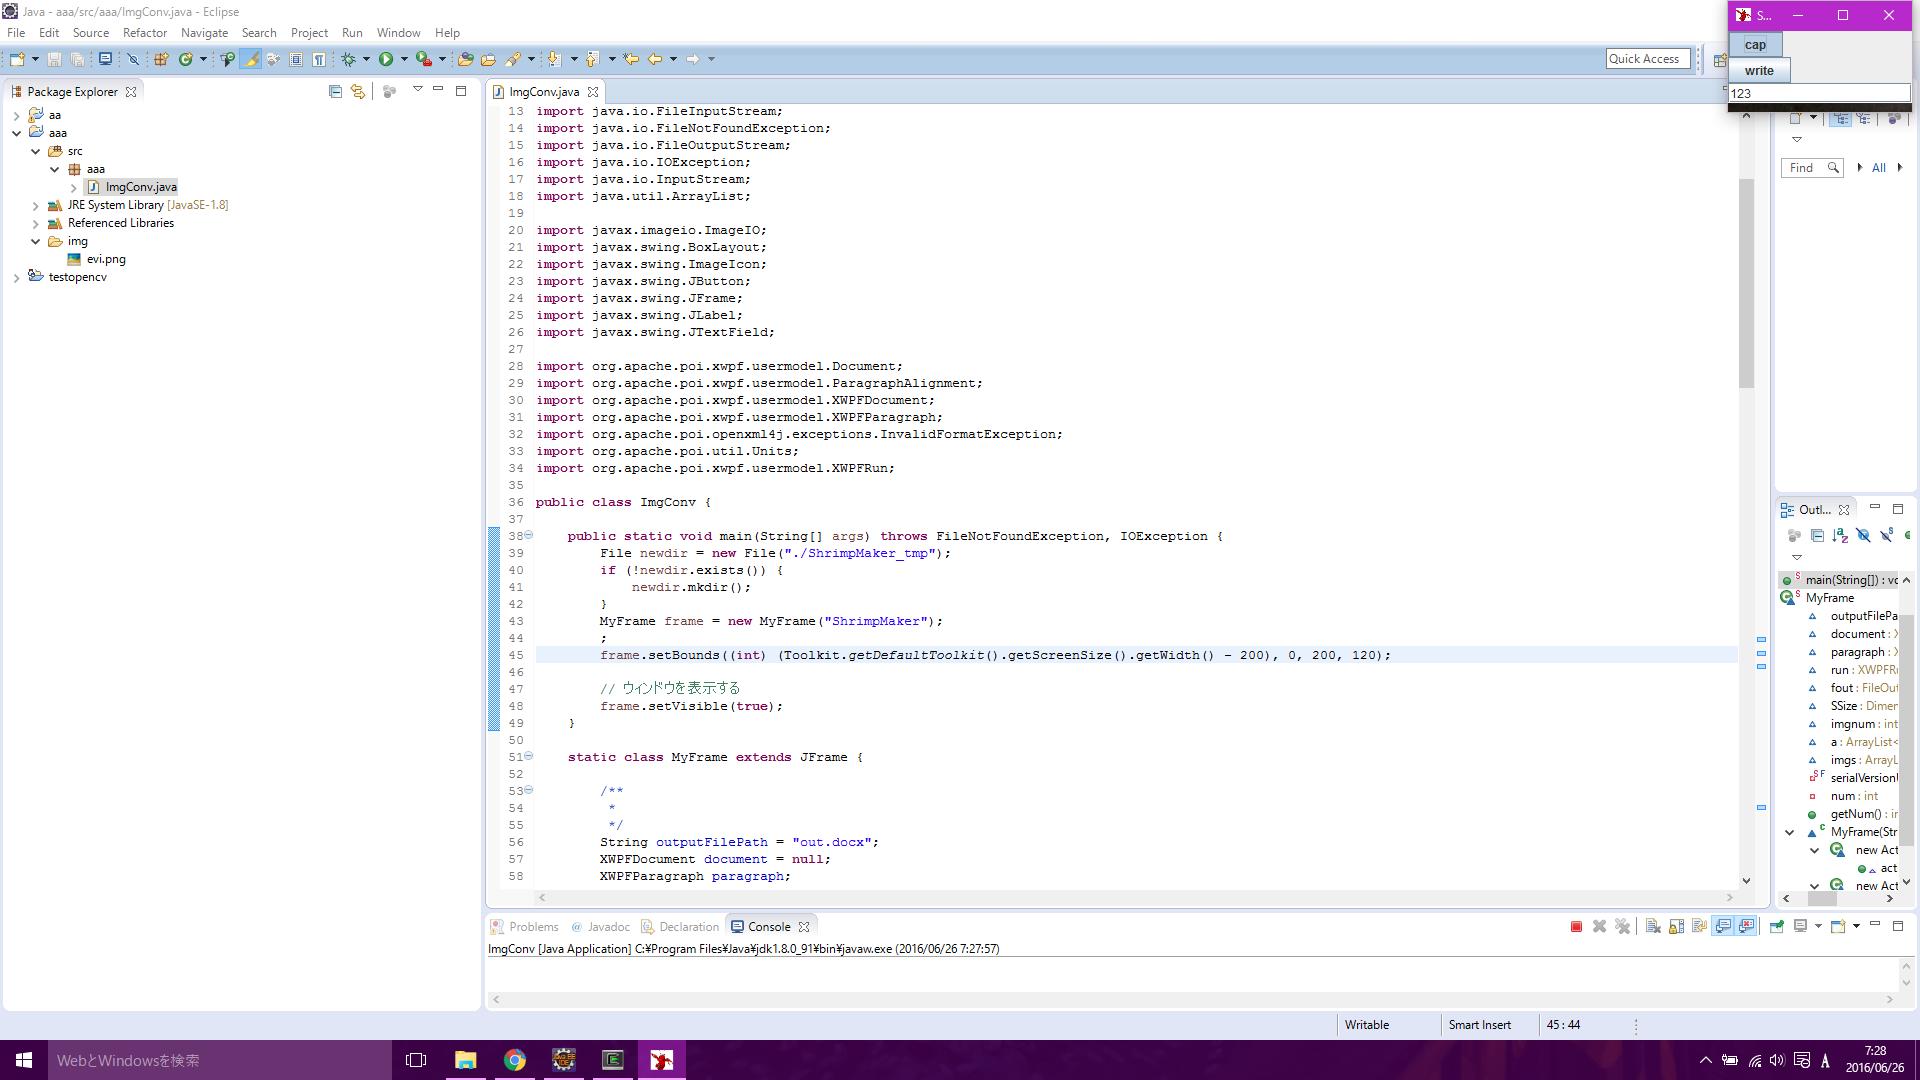 Java - aaa/src/aaa/ImgConv.java - Eclipse
File Edit Source Refactor Navigate Search Project Run Window Help
Quick Access
S...
cap
write
123
Package Explorer
aa
aaa
src
aaa
ImgConv.java
JRE System Library [JavaSE-1.8]
Referenced Libraries
img
evi.png
testopencv
ImgConv.java
13 import java.io.FileInputStream;
14 import java.io.FileNotFoundException;
15 import java.io.FileOutputStream;
16 import java.io.IOException;
17 import java.io.InputStream;
18 import java.util.ArrayList;
19
20 import javax.imageio.ImageIO;
21 import javax.swing.BoxLayout;
22 import javax.swing.ImageIcon;
23 import javax.swing.JButton;
24 import javax.swing.JFrame;
25 import javax.swing.JLabel;
26 import javax.swing.JTextField;
27
28 import org.apache.poi.xwpf.usermodel.Document;
29 import org.apache.poi.xwpf.usermodel.ParagraphAlignment;
30 import org.apache.poi.xwpf.usermodel.XWPFDocument;
31 import org.apache.poi.xwpf.usermodel.XWPFParagraph;
32 import org.apache.poi.openxml4j.exceptions.InvalidFormatException;
33 import org.apache.poi.util.Units;
34 import org.apache.poi.xwpf.usermodel.XWPFRun;
35
36 public class ImgConv {
37
38 public static void main(String[] args) throws FileNotFoundException, IOException {
39 File newdir = new File("./ShrimpMaker_tmp");
40 if (!newdir.exists()) {
41 newdir.mkdir();
42 }
43 MyFrame frame = new MyFrame("ShrimpMaker");
44 ;
45 frame.setBounds((int) (Toolkit.getDefaultToolkit().getScreenSize().getWidth() - 200), 0, 200, 120);
46
47 // ウィンドウを表示する
48 frame.setVisible(true);
49 }
50
51 static class MyFrame extends JFrame {
52
53 /**
54 *
55 */
56 String outputFilePath = "out.docx";
57 XWPFDocument document = null;
58 XWPFParagraph paragraph;
Find All
Outl...
main(String[]) : vo
MyFrame
outputFilePa
document : X
paragraph : X
run : XWPFRu
fout : FileOut
SSize : Dimen
imgnum : int
a : ArrayList<
imgs : ArrayL
serialVersionU
num : int
getNum() : in
MyFrame(Str
new Act
act
new Act
Problems Javadoc Declaration Console
ImgConv [Java Application] C:¥Program Files¥Java¥jdk1.8.0_91¥bin¥javaw.exe (2016/06/26 7:27:57)
Writable Smart Insert 45 : 44
WebとWindowsを検索
A
7:28
2016/06/26